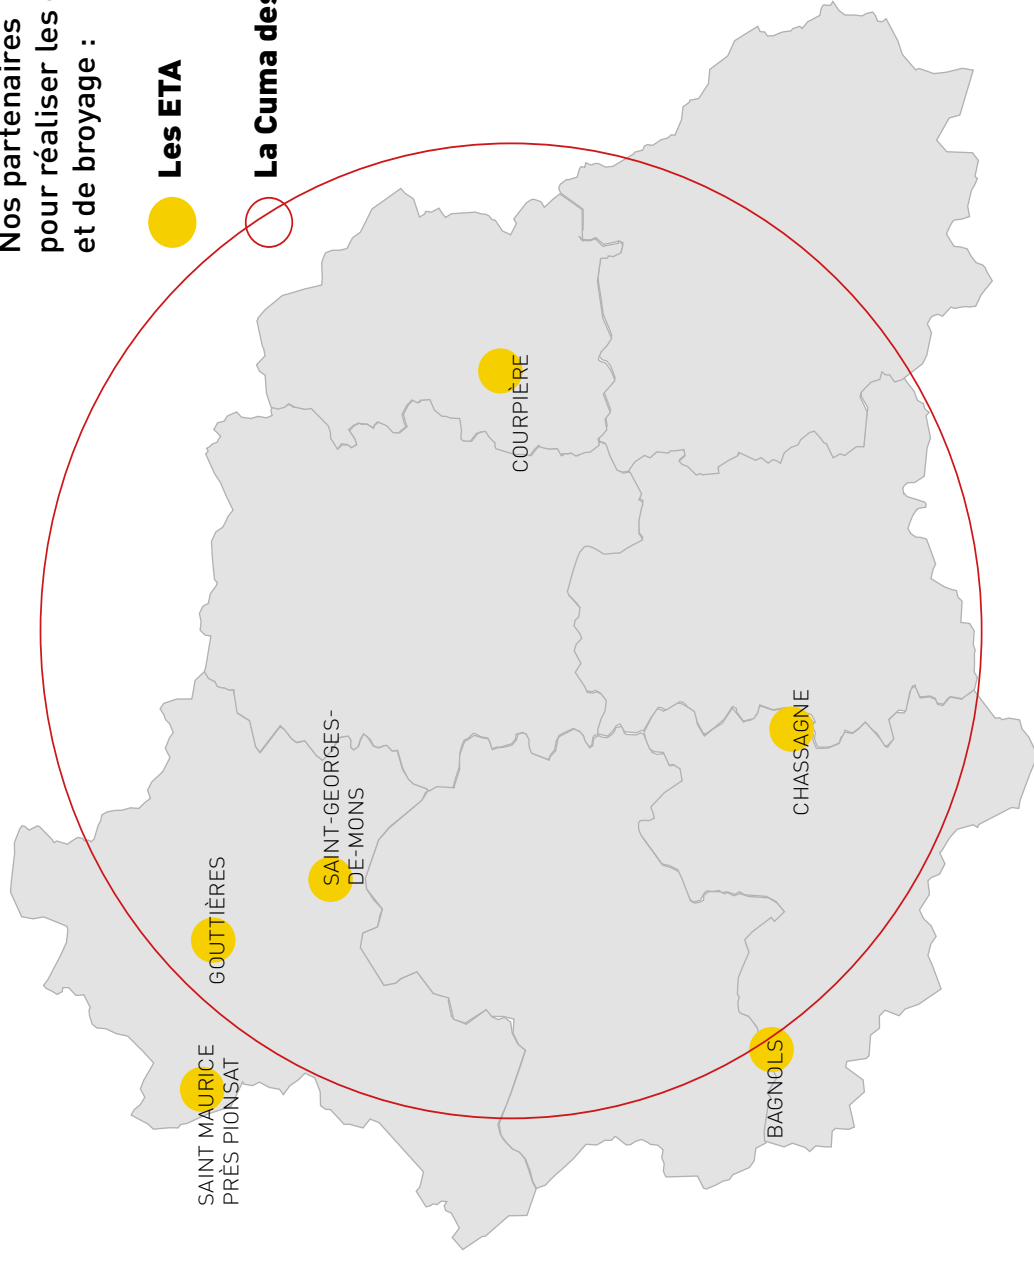 Nos partenaires
pour réaliser les
et de broyage :
Les ETA
La Cuma des
SAINT MAURICE
PRÈS PIONSAT
GOUTTIÈRES
SAINT-GEORGES-
DE-MONS
COURPIÈRE
BAGNOLS
CHASSAGNE